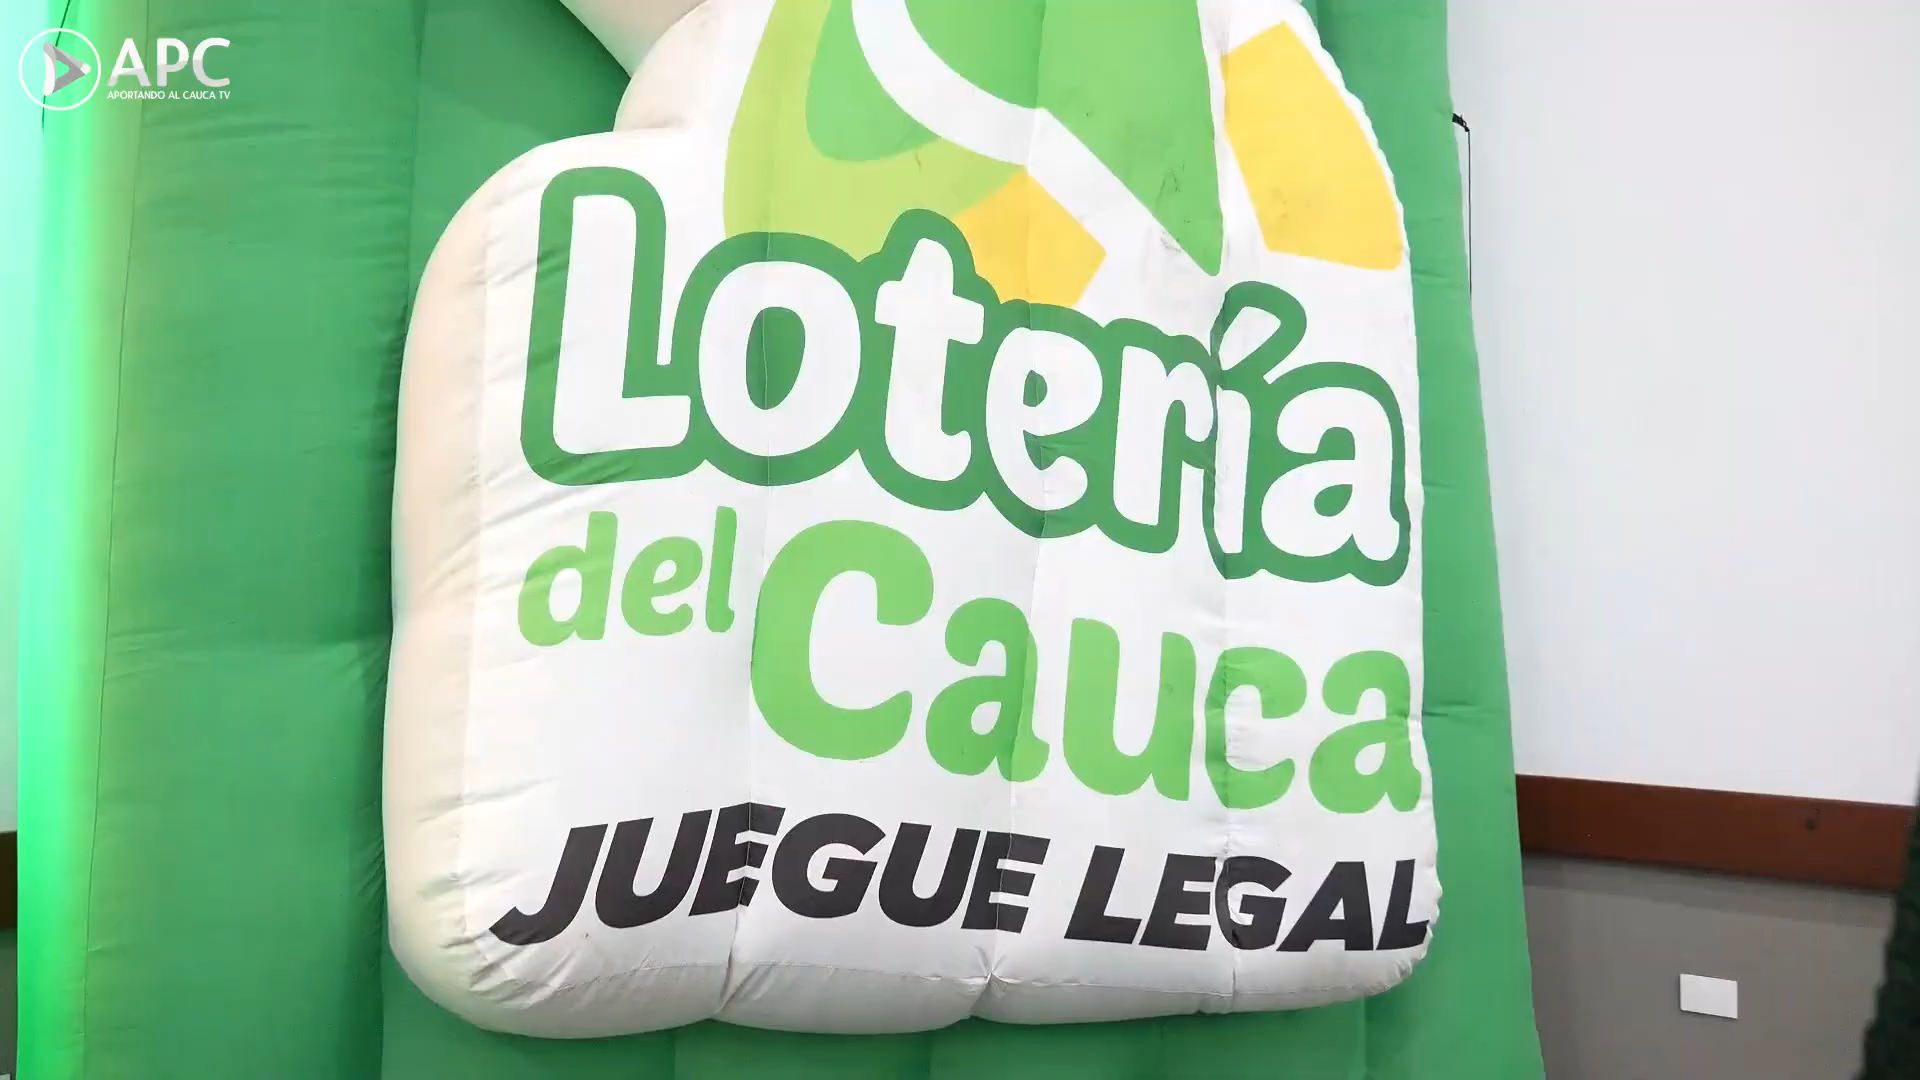 APC
APORTANDO AL CAUCA TV
Lotería
del Cauca
JUEGUE LEGAL